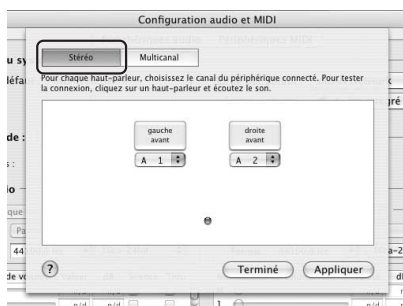 Configuration audio et MIDI
Stéréo Multicanal
Pour chaque haut-parleur, choisissez le canal du périphérique connecté. Pour tester
la connexion, cliquez sur un haut-parleur et écoutez le son.
gauche
avant
droite
avant
A 1
A 2
? Terminé Appliquer